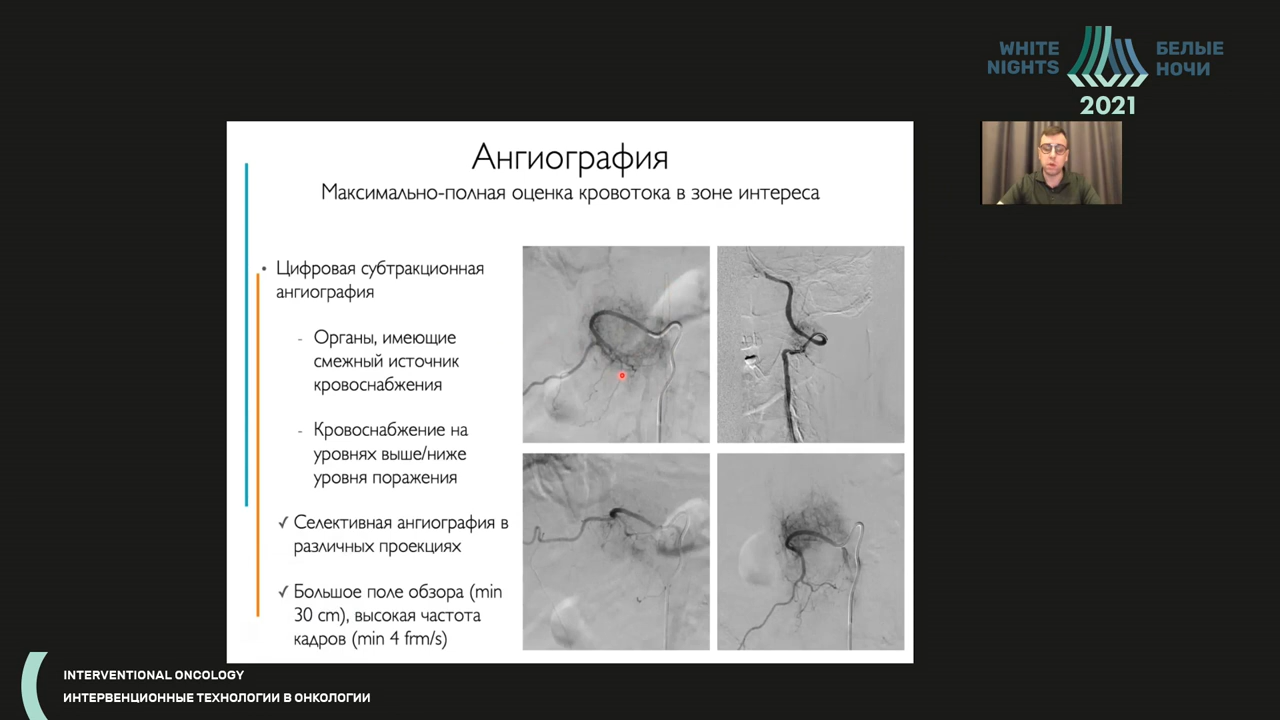 WHITE
NIGHTS
БЕЛЫЕ
НОЧИ
2021
Ангиография
Максимально-полная оценка кровотока в зоне интереса
• Цифровая субтракционная
ангиография
- Органы, имеющие
смежный источник
кровоснабжения
- Кровоснабжение на
уровнях выше/ниже
уровня поражения
✓ Селективная ангиография в
различных проекциях
✓ Большое поле обзора (min
30 cm), высокая частота
кадров (min 4 frm/s)
INTERVENTIONAL ONCOLOGY
ИНТЕРВЕНЦИОННЫЕ ТЕХНОЛОГИИ В ОНКОЛОГИИ